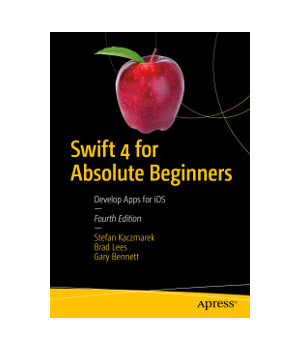 Swift 4 for
Absolute Beginners
Develop Apps for iOS
—
Fourth Edition
—
Stefan Kaczmarek
Brad Lees
Gary Bennett
Apress®